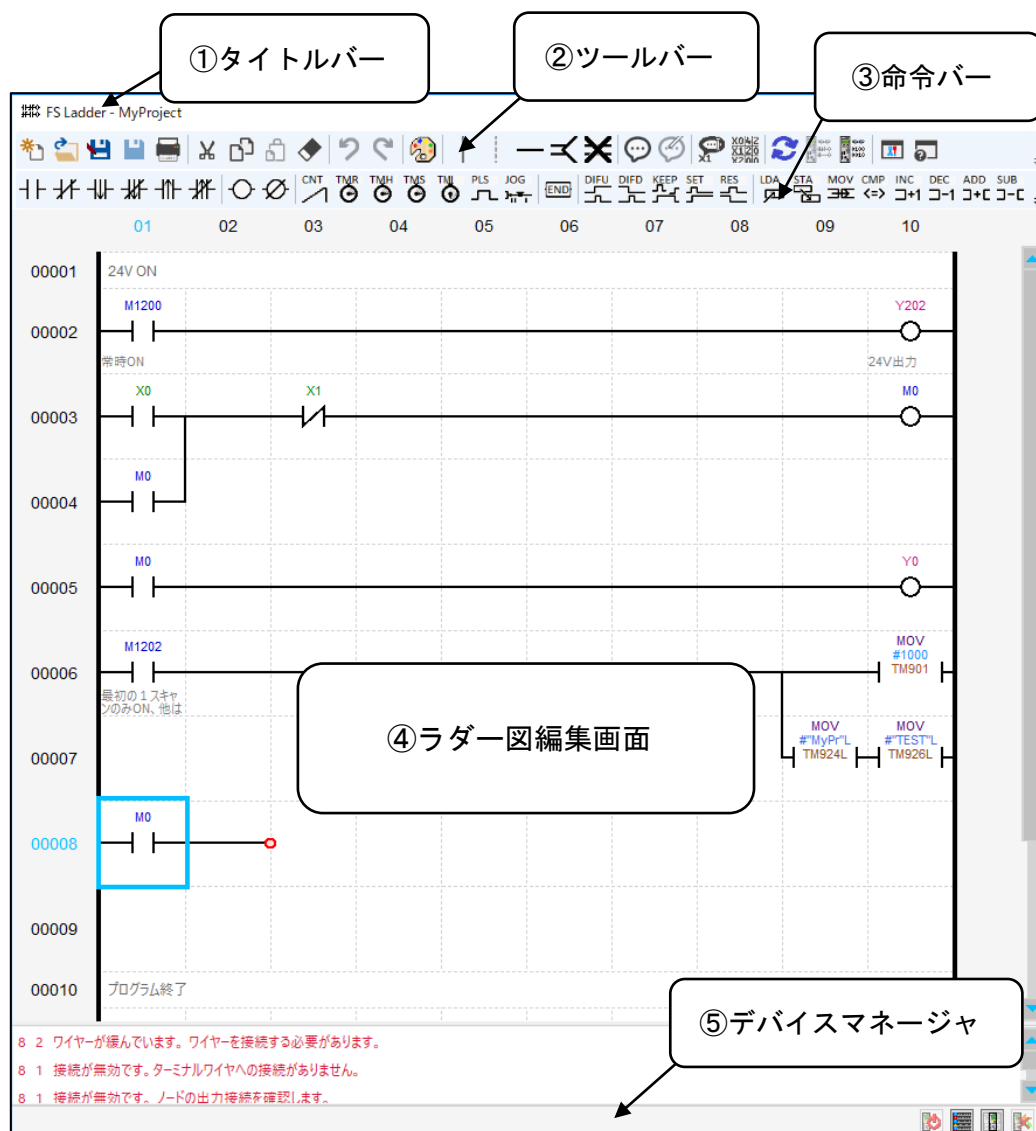 ①タイトルバー
②ツールバー
③命令バー
FS Ladder - MyProject
CNT TMR TMH TMS TMI PLS JOG END DIFU DIFD KEEP SET RES LDA STA MOV CMP INC DEC ADD SUB
01 02 03 04 05 06 07 08 09 10
00001 24V ON
M1200 Y202
00002
常時ON 24V出力
X0 X1 M0
00003
M0
00004
M0 Y0
00005
M1202 MOV
#1000
00006 TM901
最初の１スキャ
ンのみON、他は
④ラダー図編集画面
MOV MOV
#"MyPr"L #"TEST"L
00007 TM924L TM926L
M0
00008
00009
00010 プログラム終了
⑤デバイスマネージャ
8 2 ワイヤーが緩んでいます。ワイヤーを接続する必要があります。
8 1 接続が無効です。ターミナルワイヤへの接続がありません。
8 1 接続が無効です。ノードの出力接続を確認します。